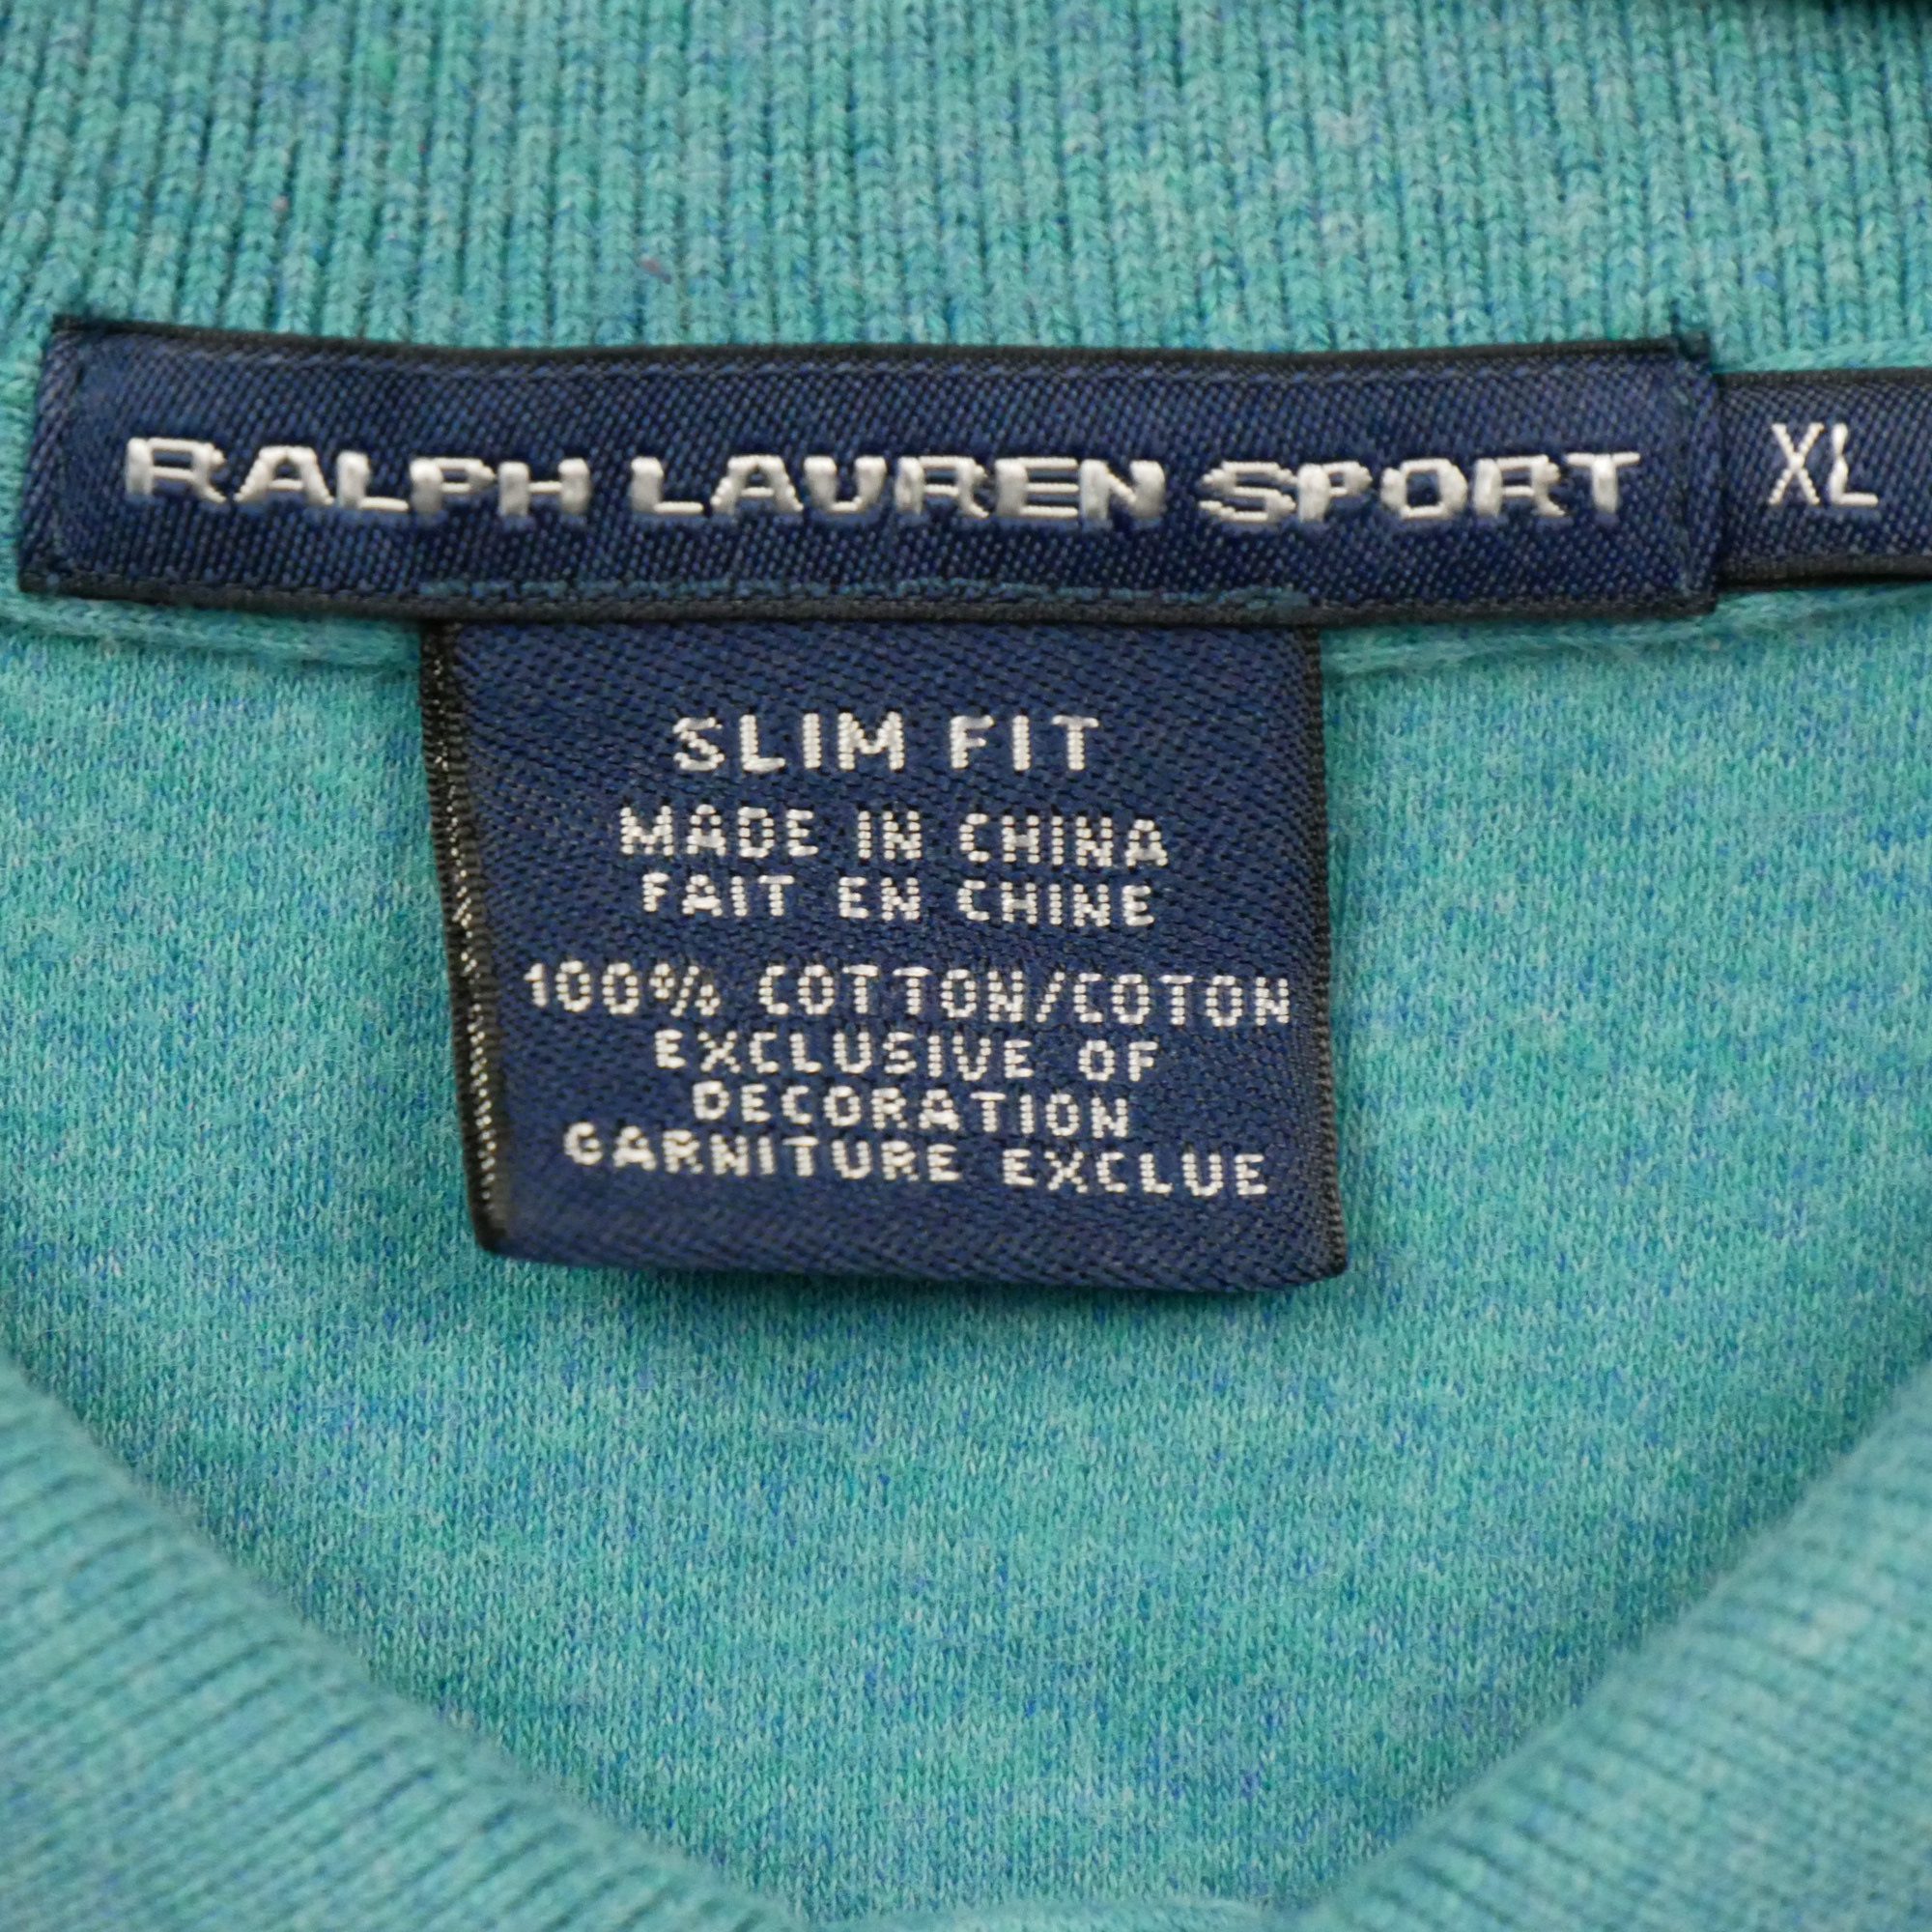 RALPH LAUREN SPORT
XL
SLIM FIT
MADE IN CHINA
FAIT EN CHINE
100% COTTON/COTON
EXCLUSIVE OF
DECORATION
GARNITURE EXCLUE